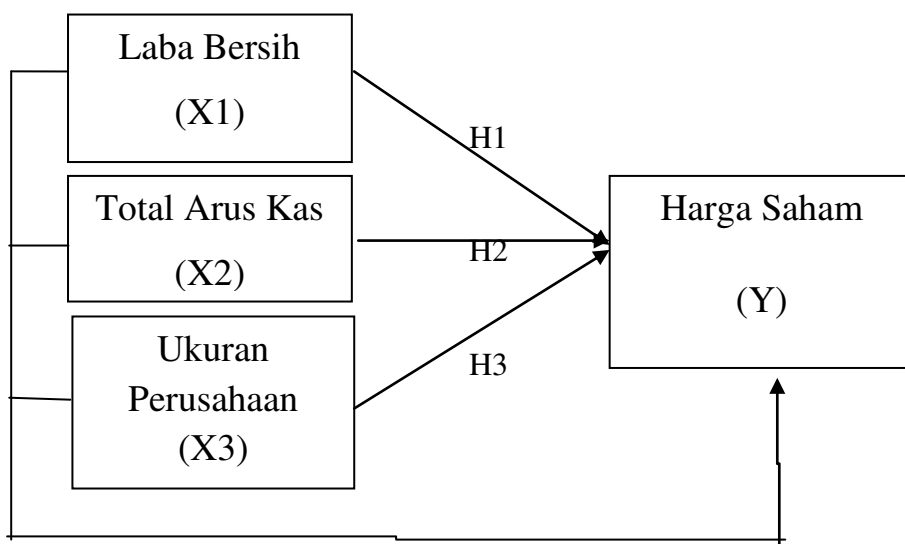 Laba Bersih
(X1)
H1
Total Arus Kas
(X2)
H2
Harga Saham
(Y)
Ukuran
Perusahaan
(X3)
H3